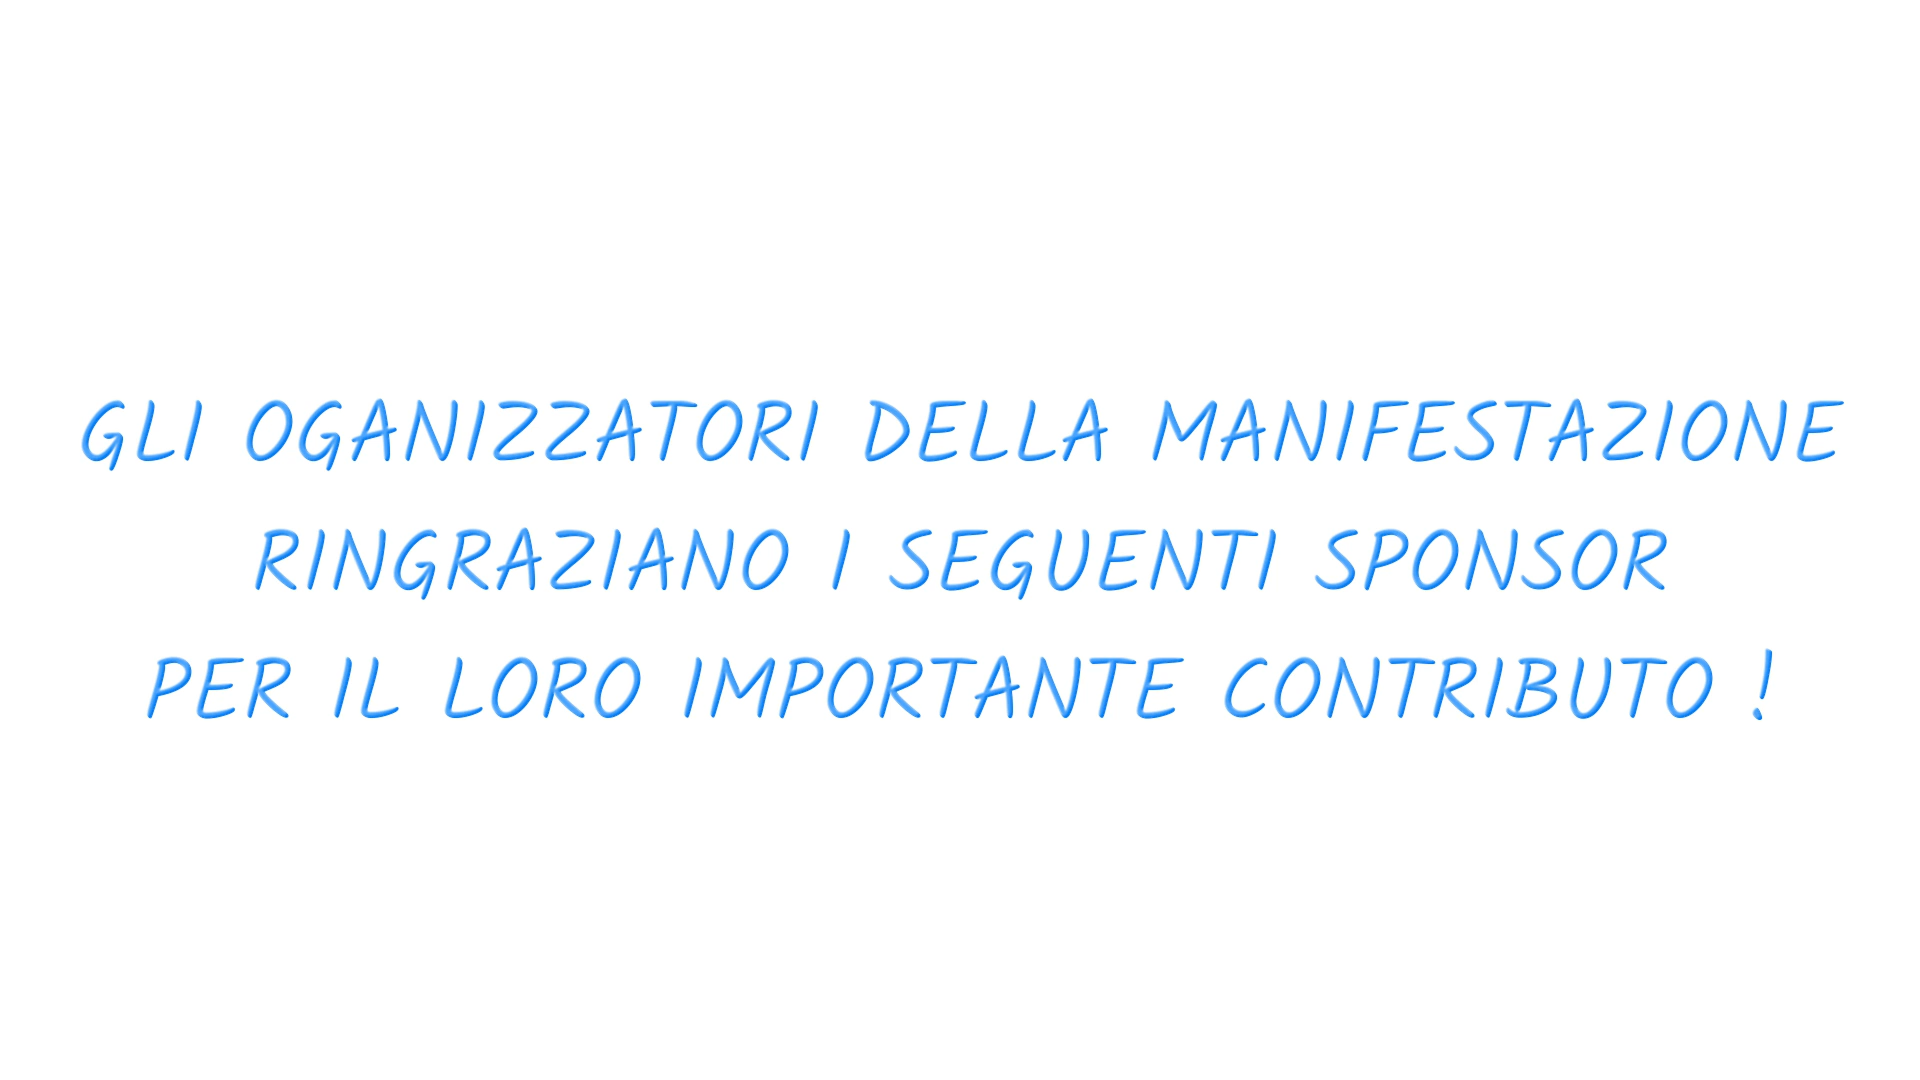 GLI OGANIZZATORI DELLA MANIFESTAZIONE
RINGRAZIANO I SEGUENTI SPONSOR
PER IL LORO IMPORTANTE CONTRIBUTO !